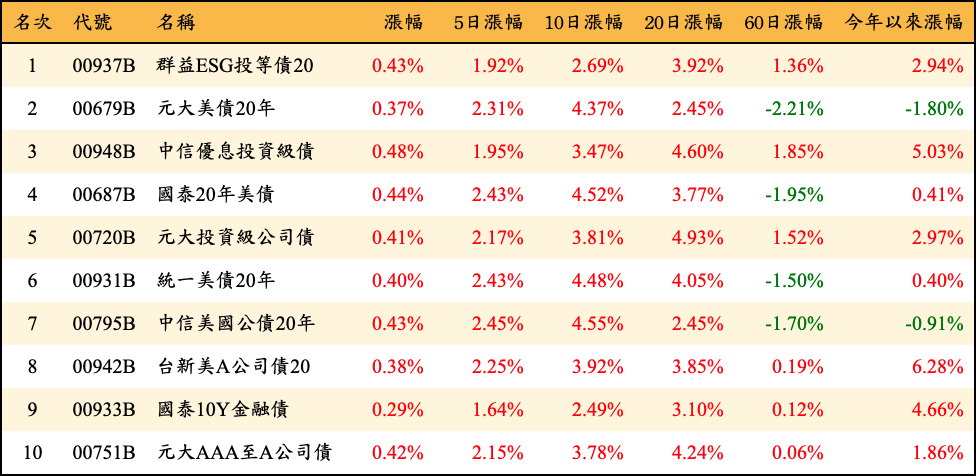 名次 代號 名稱 漲幅 5日漲幅 10日漲幅 20日漲幅 60日漲幅 今年以來漲幅
1 00937B 群益ESG投等債20 0.43% 1.92% 2.69% 3.92% 1.36% 2.94%
2 00679B 元大美債20年 0.37% 2.31% 4.37% 2.45% -2.21% -1.80%
3 00948B 中信優息投資級債 0.48% 1.95% 3.47% 4.60% 1.85% 5.03%
4 00687B 國泰20年美債 0.44% 2.43% 4.52% 3.77% -1.95% 0.41%
5 00720B 元大投資級公司債 0.41% 2.17% 3.81% 4.93% 1.52% 2.97%
6 00931B 統一美債20年 0.40% 2.43% 4.48% 4.05% -1.50% 0.40%
7 00795B 中信美國公債20年 0.43% 2.45% 4.55% 2.45% -1.70% -0.91%
8 00942B 台新美A公司債20 0.38% 2.25% 3.92% 3.85% 0.19% 6.28%
9 00933B 國泰10Y金融債 0.29% 1.64% 2.49% 3.10% 0.12% 4.66%
10 00751B 元大AAA至A公司債 0.42% 2.15% 3.78% 4.24% 0.06% 1.86%